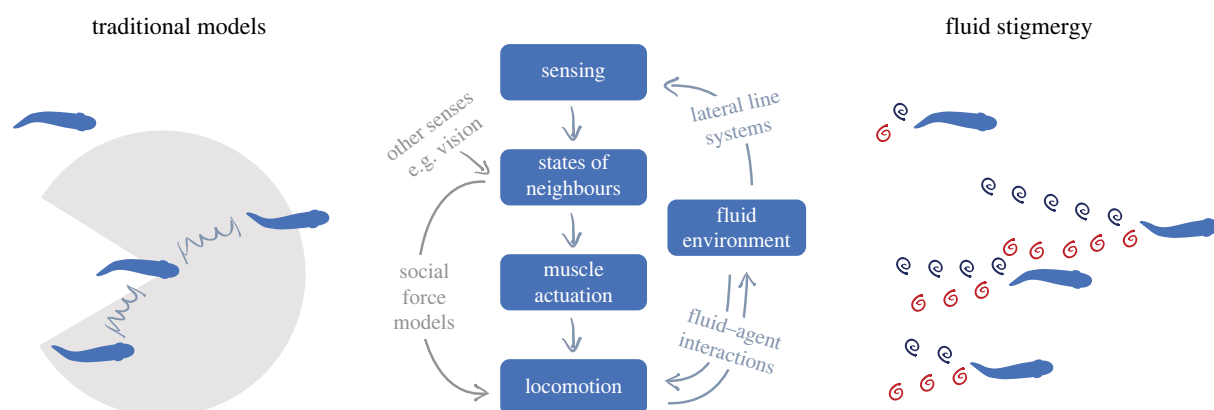 traditional models
fluid stigmergy
sensing
other senses
e.g. vision
lateral line
systems
states of
neighbours
fluid
environment
social
force
models
muscle
actuation
fluid–agent
interactions
locomotion